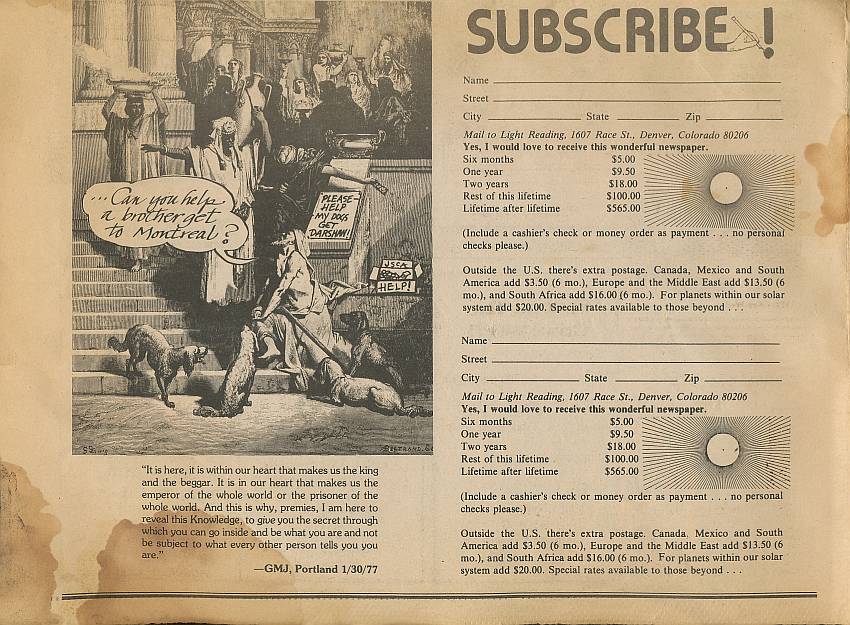 ...Can you help
a brother get
to Montreal?
PLEASE-
HELP
MY DOGS
GET
DARSHAN!
JSCA
HELP!
G. Doré
"It is here, it is within our heart that makes us the king
and the beggar. It is in our heart that makes us the
emperor of the whole world or the prisoner of the
whole world. And this is why, premies, I am here to
reveal this Knowledge, to give you the secret through
which you can go inside and be what you are and not
be subject to what every other person tells you you
are."
—GMJ, Portland 1/30/77
SUBSCRIBE!
Name
Street
City State Zip
Mail to Light Reading, 1607 Race St., Denver, Colorado 80206
Yes, I would love to receive this wonderful newspaper.
Six months $5.00
One year $9.50
Two years $18.00
Rest of this lifetime $100.00
Lifetime after lifetime $565.00
(Include a cashier's check or money order as payment . . . no personal
checks please.)
Outside the U.S. there's extra postage. Canada, Mexico and South
America add $3.50 (6 mo.), Europe and the Middle East add $13.50 (6
mo.), and South Africa add $16.00 (6 mo.). For planets within our solar
system add $20.00. Special rates available to those beyond . . .
Name
Street
City State Zip
Mail to Light Reading, 1607 Race St., Denver, Colorado 80206
Yes, I would love to receive this wonderful newspaper.
Six months $5.00
One year $9.50
Two years $18.00
Rest of this lifetime $100.00
Lifetime after lifetime $565.00
(Include a cashier's check or money order as payment . . . no personal
checks please.)
Outside the U.S. there's extra postage. Canada, Mexico and South
America add $3.50 (6 mo.), Europe and the Middle East add $13.50 (6
mo.), and South Africa add $16.00 (6 mo.). For planets within our solar
system add $20.00. Special rates available to those beyond . . .